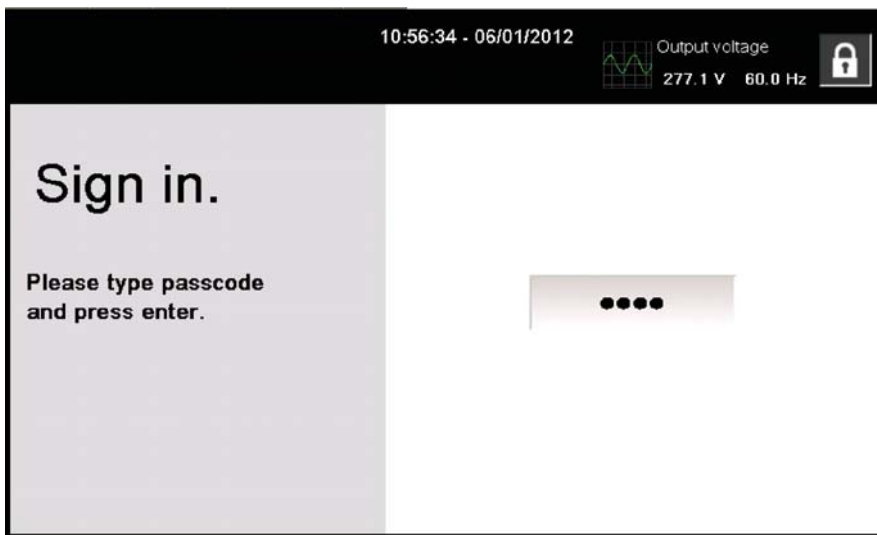 10:56:34 - 06/01/2012
Output voltage
277.1 V 60.0 Hz
Sign in.
Please type passcode
and press enter.
●●●●